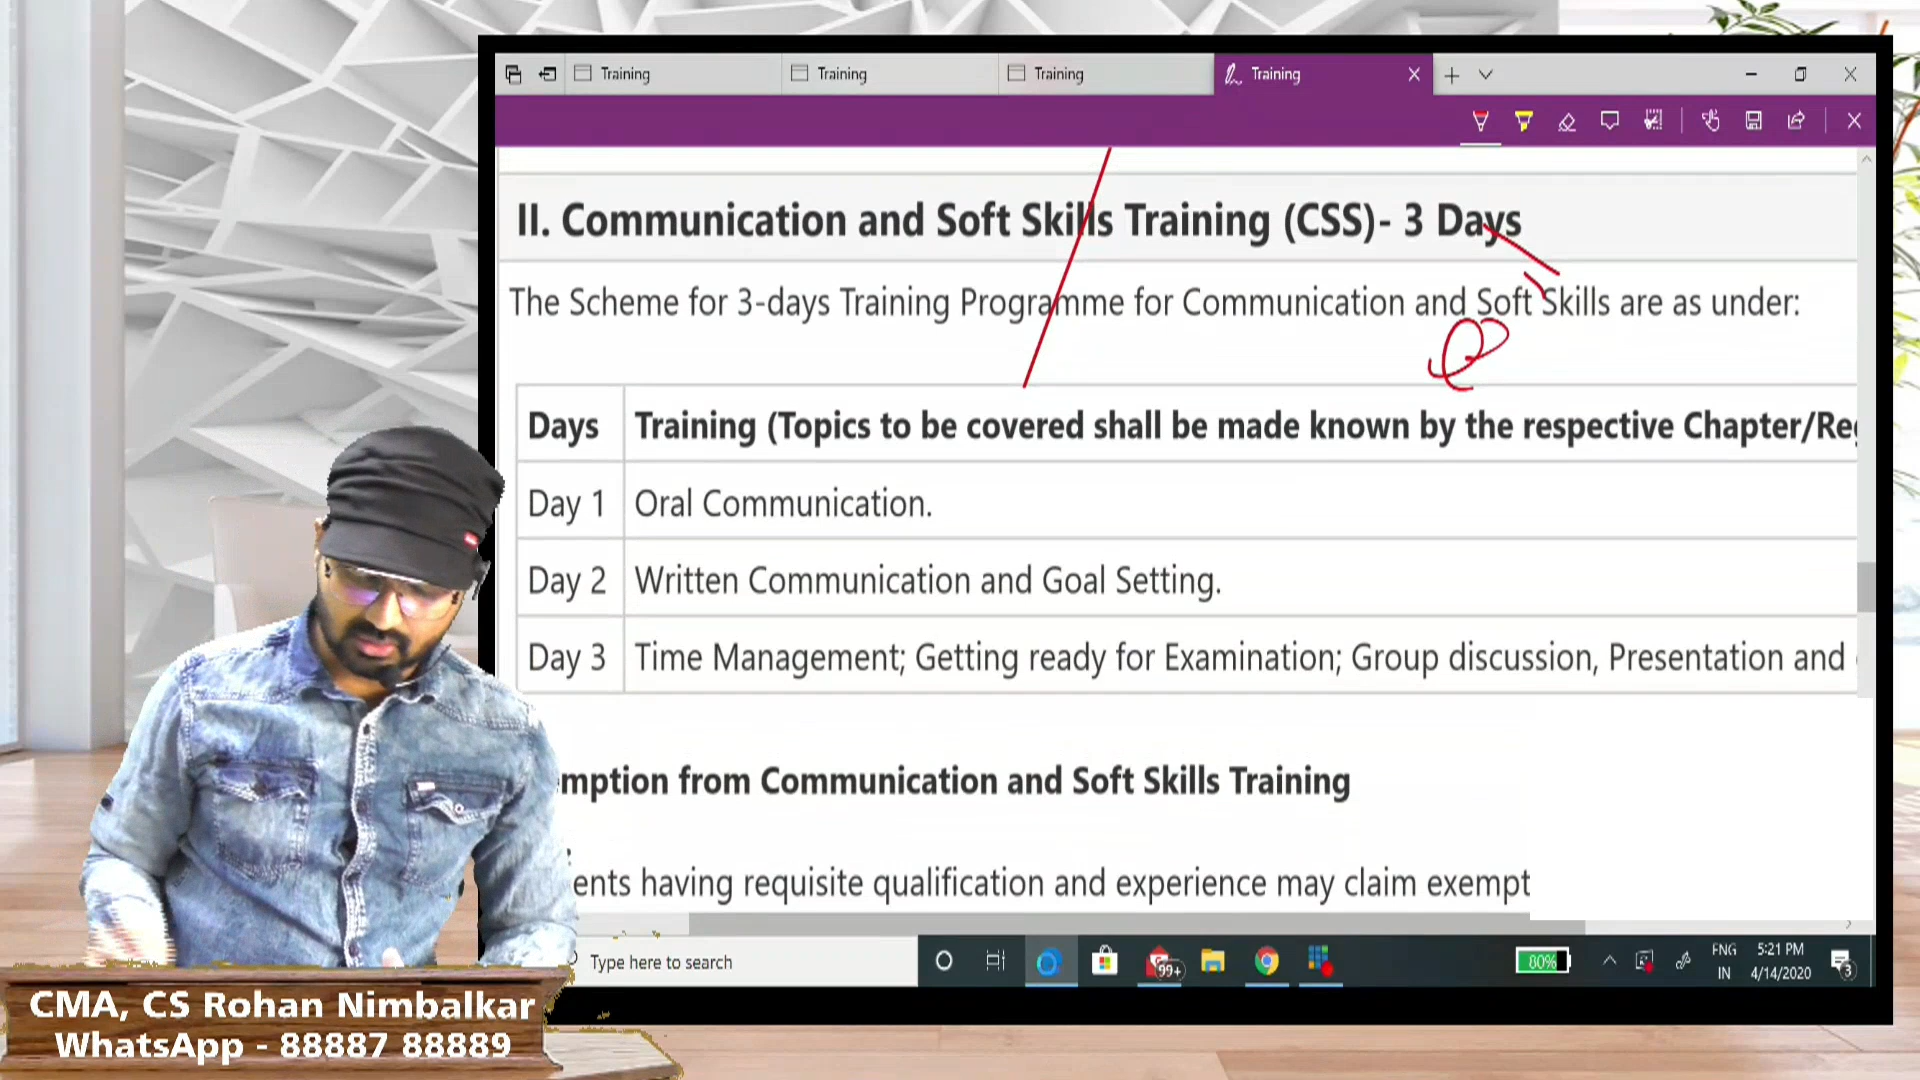 Training
Training
Training
Training
II. Communication and Soft Skills Training (CSS)- 3 Days
The Scheme for 3-days Training Programme for Communication and Soft Skills are as under:
Days
Training (Topics to be covered shall be made known by the respective Chapter/Reg
Day 1
Oral Communication.
Day 2
Written Communication and Goal Setting.
Day 3
Time Management; Getting ready for Examination; Group discussion, Presentation and
mption from Communication and Soft Skills Training
ents having requisite qualification and experience may claim exempt
Type here to search
99+
80%
ENG
IN
5:21 PM
4/14/2020
3
CMA, CS Rohan Nimbalkar
WhatsApp - 88887 88889